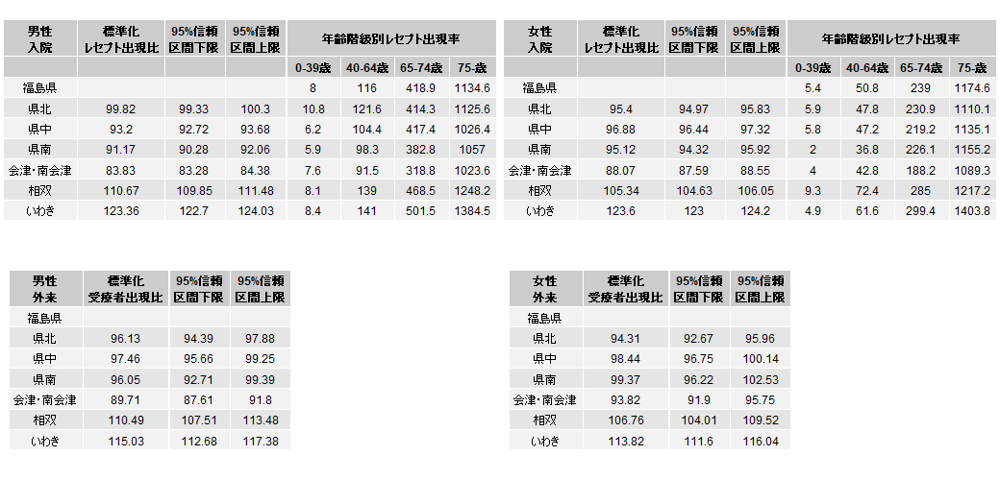 男性 標準化 95%信頼 95%信頼 年齢階級別レセプト出現率
入院 レセプト出現比 区間下限 区間上限
0-39歳 40-64歳 65-74歳 75-歳
福島県 8 116 418.9 1134.6
県北 99.82 99.33 100.3 10.8 121.6 414.3 1125.6
県中 93.2 92.72 93.68 6.2 104.4 417.4 1026.4
県南 91.17 90.28 92.06 5.9 98.3 382.8 1057
会津・南会津 83.83 83.28 84.38 7.6 91.5 318.8 1023.6
相双 110.67 109.85 111.48 8.1 139 468.5 1248.2
いわき 123.36 122.7 124.03 8.4 141 501.5 1384.5
女性 標準化 95%信頼 95%信頼 年齢階級別レセプト出現率
入院 レセプト出現比 区間下限 区間上限
0-39歳 40-64歳 65-74歳 75-歳
福島県 5.4 50.8 239 1174.6
県北 95.4 94.97 95.83 5.9 47.8 230.9 1110.1
県中 96.88 96.44 97.32 5.8 47.2 219.2 1135.1
県南 95.12 94.32 95.92 2 36.8 226.1 1155.2
会津・南会津 88.07 87.59 88.55 4 42.8 188.2 1089.3
相双 105.34 104.63 106.05 9.3 72.4 285 1217.2
いわき 123.6 123 124.2 4.9 61.6 299.4 1403.8
男性 標準化 95%信頼 95%信頼
外来 受療者出現比 区間下限 区間上限
福島県
県北 96.13 94.39 97.88
県中 97.46 95.66 99.25
県南 96.05 92.71 99.39
会津・南会津 89.71 87.61 91.8
相双 110.49 107.51 113.48
いわき 115.03 112.68 117.38
女性 標準化 95%信頼 95%信頼
外来 受療者出現比 区間下限 区間上限
福島県
県北 94.31 92.67 95.96
県中 98.44 96.75 100.14
県南 99.37 96.22 102.53
会津・南会津 93.82 91.9 95.75
相双 106.76 104.01 109.52
いわき 113.82 111.6 116.04